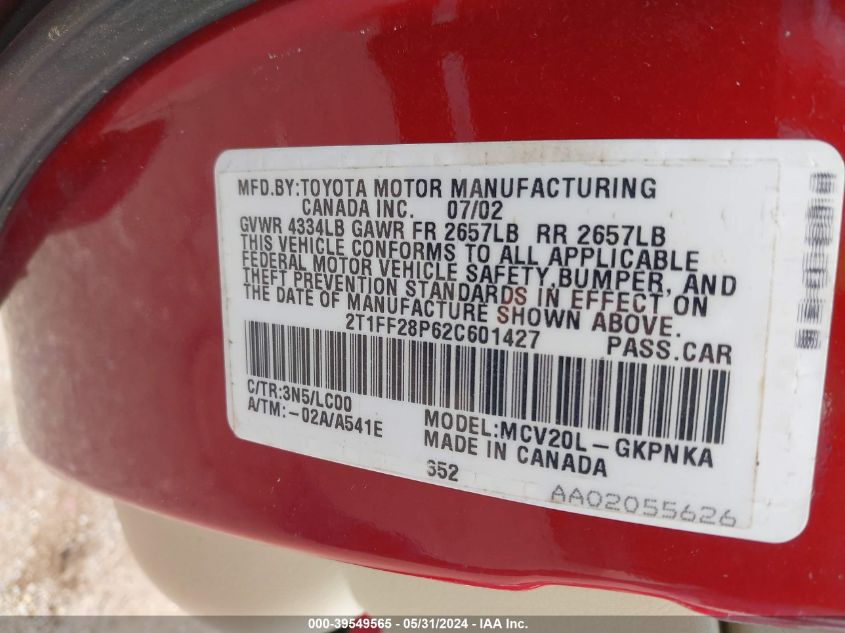 MFD.BY:TOYOTA MOTOR MANUFACTURING
CANADA INC. 07/02
GVWR 4334LB GAWR FR 2657LB RR 2657LB
THIS VEHICLE CONFORMS TO ALL APPLICABLE
FEDERAL MOTOR VEHICLE SAFETY,BUMPER, AND
THEFT PREVENTION STANDARDS IN EFFECT ON
THE DATE OF MANUFACTURE SHOWN ABOVE.
2T1FF28P62C601427 PASS.CAR
C/TR:3N5/LC00
A/TM:-02A/A541E
MODEL:MCV20L-GKPNKA
MADE IN CANADA
652
AA02055626
000-39549565 / 05/31/2024 - IAA Inc.